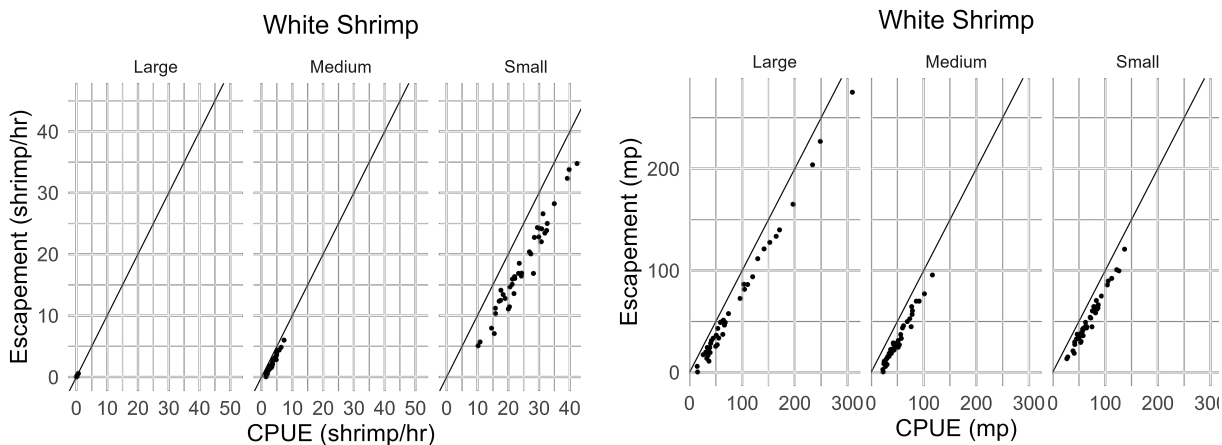 White Shrimp
Large Medium Small
Escapement (shrimp/hr)
40
30
20
10
0
0 10 20 30 40 50 0 10 20 30 40 50 0 10 20 30 40
CPUE (shrimp/hr)
White Shrimp
Large Medium Small
Escapement (mp)
200
100
0
0 100 200 300 0 100 200 300 0 100 200 300
CPUE (mp)